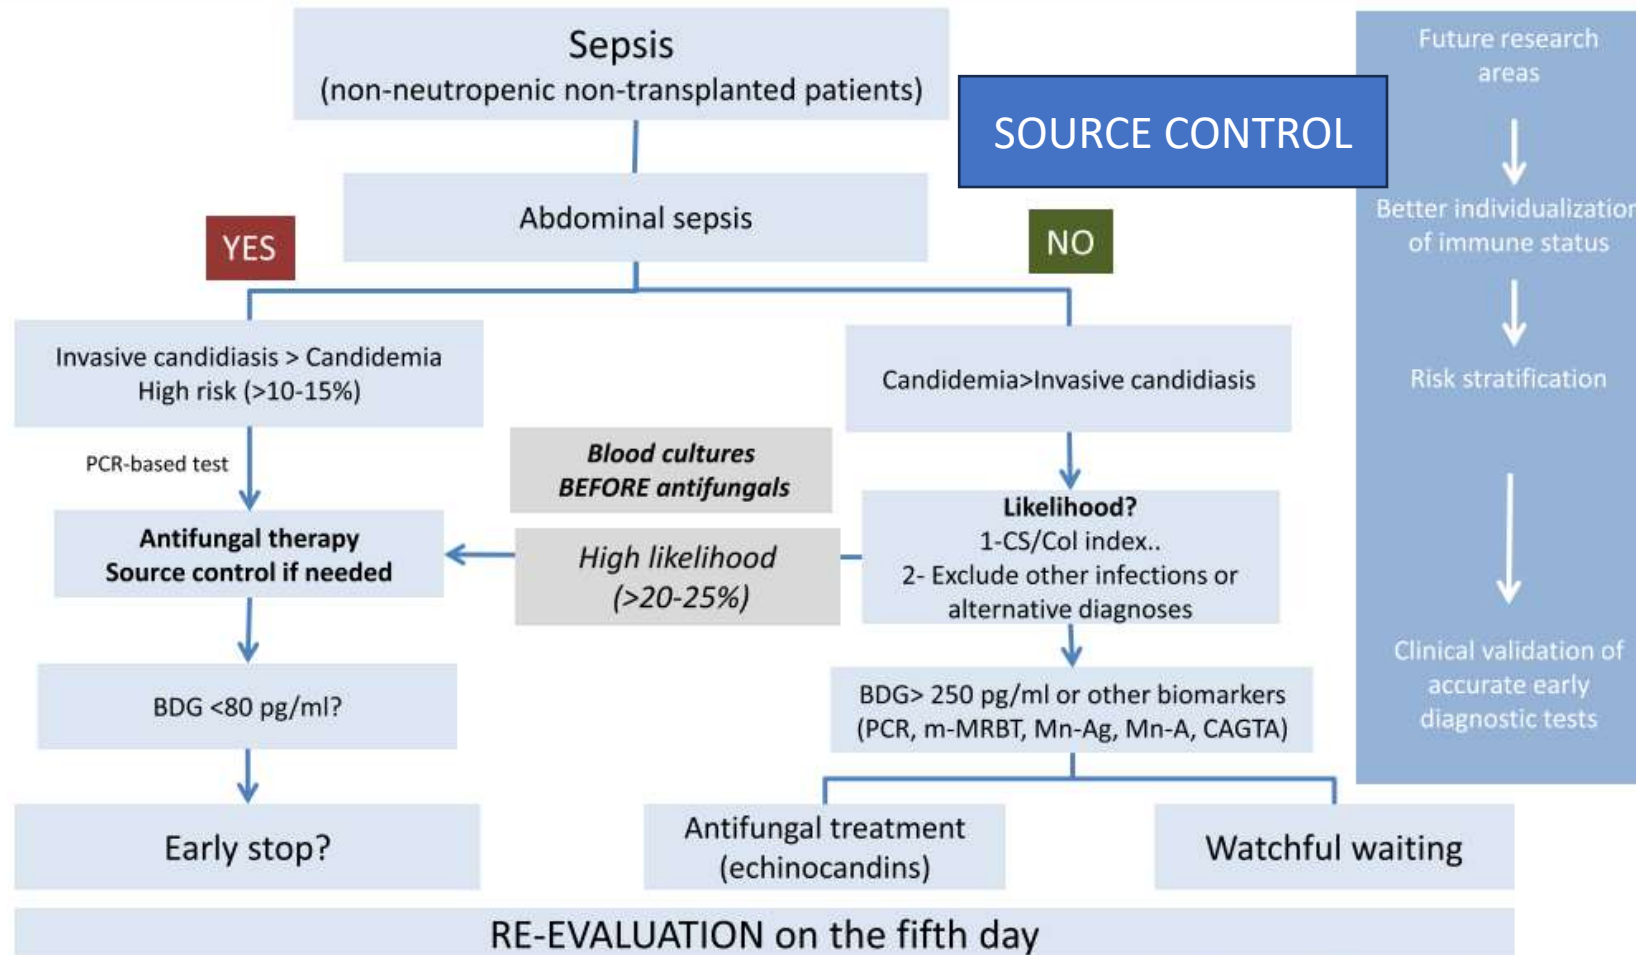 Sepsis
(non-neutropenic non-transplanted patients)
SOURCE CONTROL
Abdominal sepsis
YES
NO
Invasive candidiasis > Candidemia
High risk (>10-15%)
Candidemia>Invasive candidiasis
PCR-based test
Blood cultures
BEFORE antifungals
Antifungal therapy
Source control if needed
High likelihood
(>20-25%)
Likelihood?
1-CS/Col index..
2- Exclude other infections or
alternative diagnoses
BDG <80 pg/ml?
BDG> 250 pg/ml or other biomarkers
(PCR, m-MRBT, Mn-Ag, Mn-A, CAGTA)
Early stop?
Antifungal treatment
(echinocandins)
Watchful waiting
RE-EVALUATION on the fifth day
Future research
areas
Better individualization
of immune status
Risk stratification
Clinical validation of
accurate early
diagnostic tests